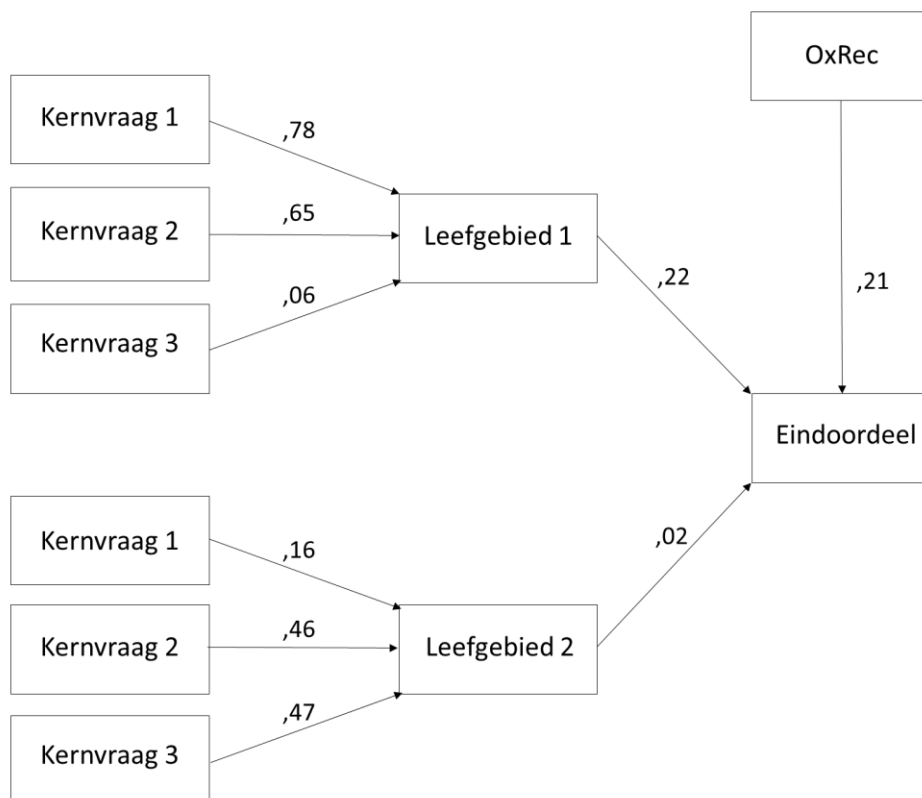 OxRec
Kernvraag 1
,78
Kernvraag 2
,65
Leefgebied 1
Kernvraag 3
,06
,22
,21
Eindoordeel
Kernvraag 1
,16
Kernvraag 2
,46
Leefgebied 2
,02
Kernvraag 3
,47